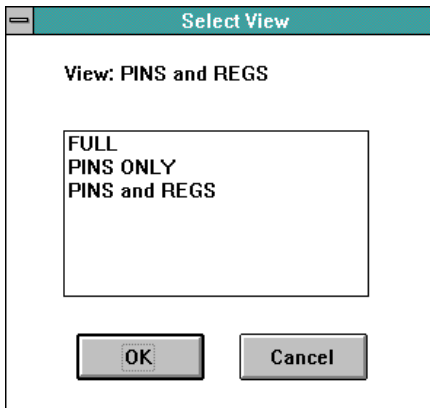 Select View
View: PINS and REGS
FULL
PINS ONLY
PINS and REGS
OK
Cancel